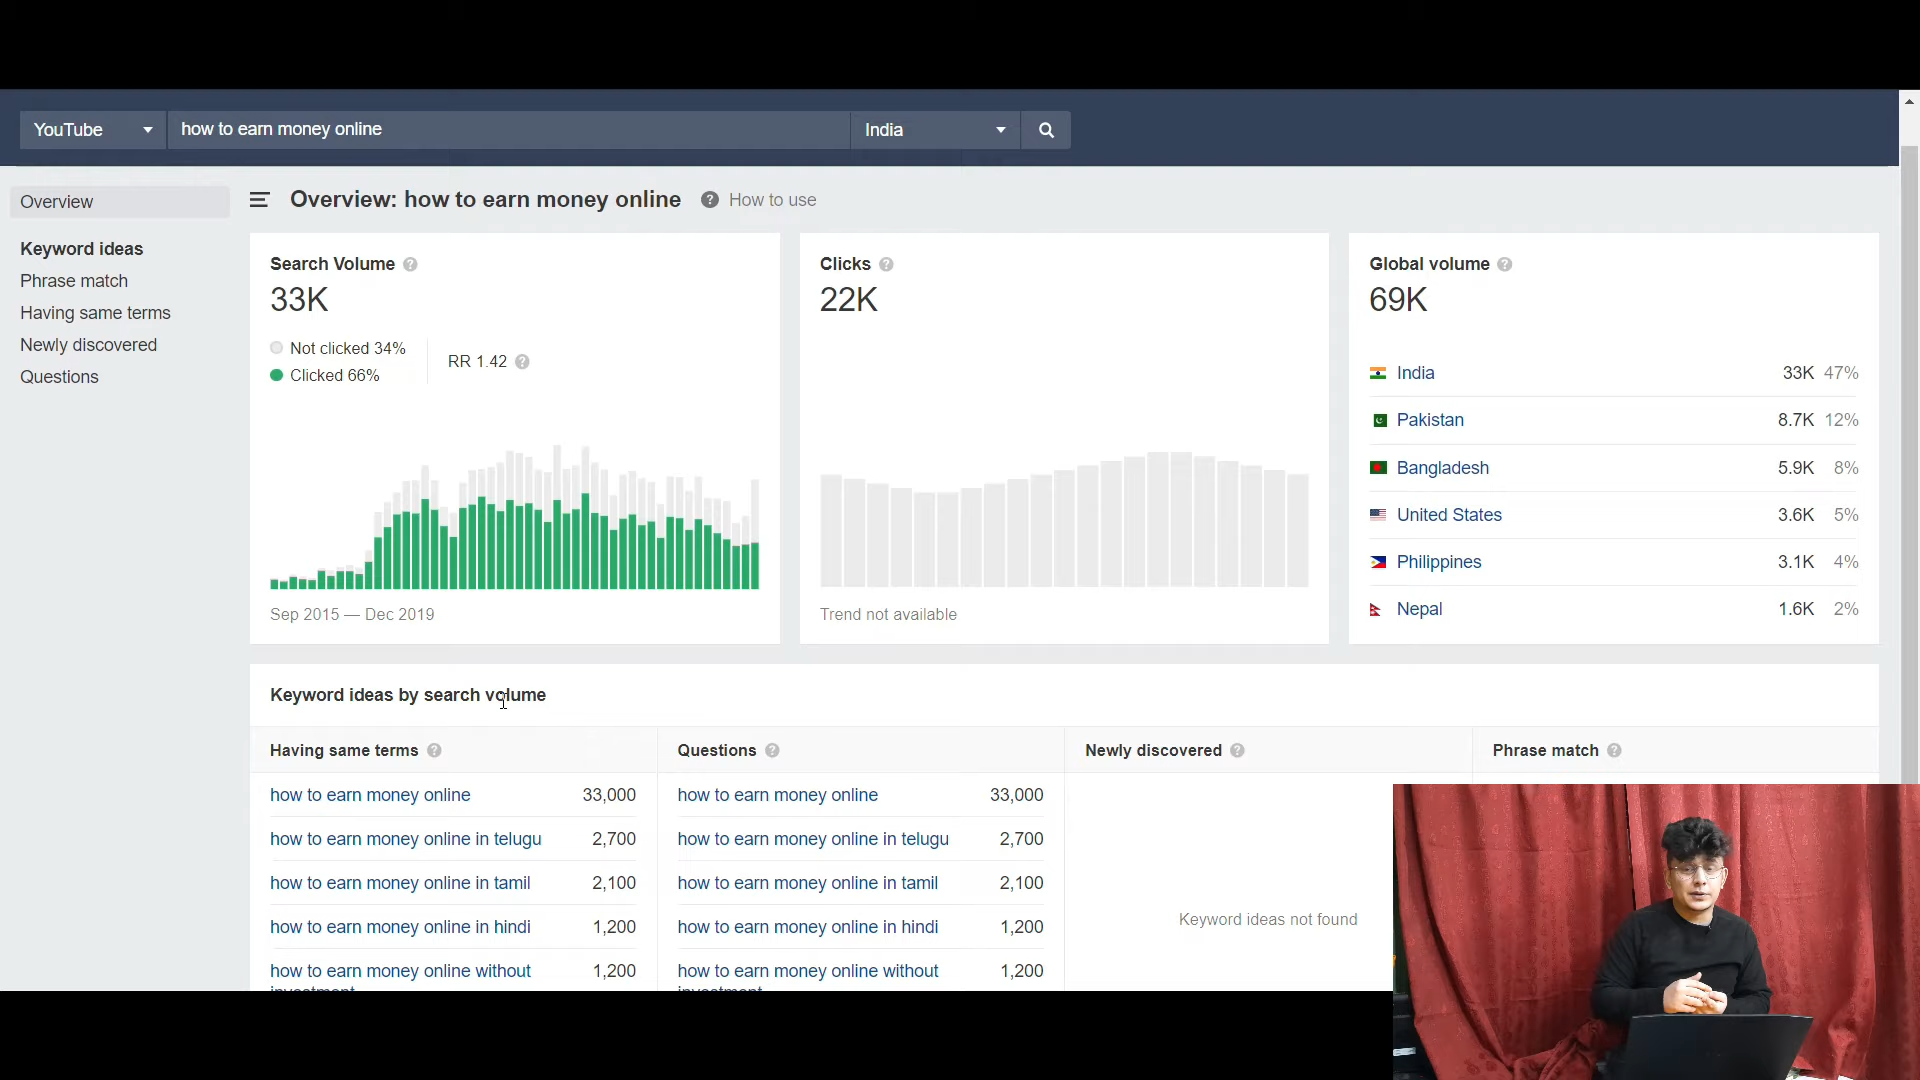 YouTube
how to earn money online
India
Overview
Overview: how to earn money online
How to use
Keyword ideas
Phrase match
Having same terms
Newly discovered
Questions
Search Volume
33K
Not clicked 34%
Clicked 66%
RR 1.42
Sep 2015 — Dec 2019
Clicks
22K
Trend not available
Global volume
69K
India 33K 47%
Pakistan 8.7K 12%
Bangladesh 5.9K 8%
United States 3.6K 5%
Philippines 3.1K 4%
Nepal 1.6K 2%
Keyword ideas by search volume
Having same terms
how to earn money online 33,000
how to earn money online in telugu 2,700
how to earn money online in tamil 2,100
how to earn money online in hindi 1,200
how to earn money online without 1,200
investment
Questions
how to earn money online 33,000
how to earn money online in telugu 2,700
how to earn money online in tamil 2,100
how to earn money online in hindi 1,200
how to earn money online without 1,200
investment
Newly discovered
Keyword ideas not found
Phrase match